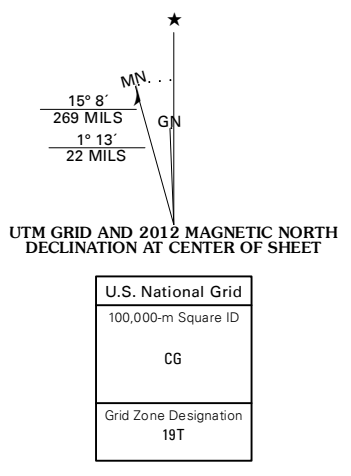 ★
MN
GN
15° 8´
269 MILS
1° 13´
22 MILS
UTM GRID AND 2012 MAGNETIC NORTH
DECLINATION AT CENTER OF SHEET
U.S. National Grid
100,000-m Square ID
CG
Grid Zone Designation
19T